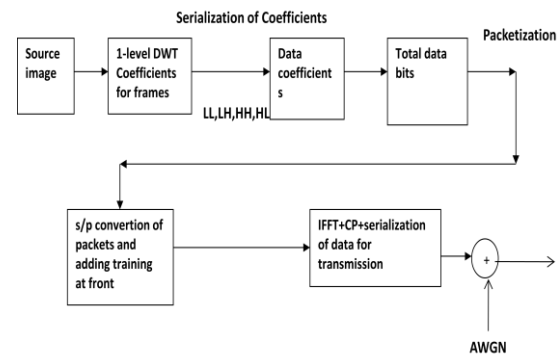 Serialization of Coefficients
Packetization
Source
image
1-level DWT
Coefficients
for frames
LL,LH,HH,HL
Data
coefficient
s
Total data
bits
s/p convertion of
packets and
adding training
at front
IFFT+CP+serialization
of data for
transmission
+
AWGN